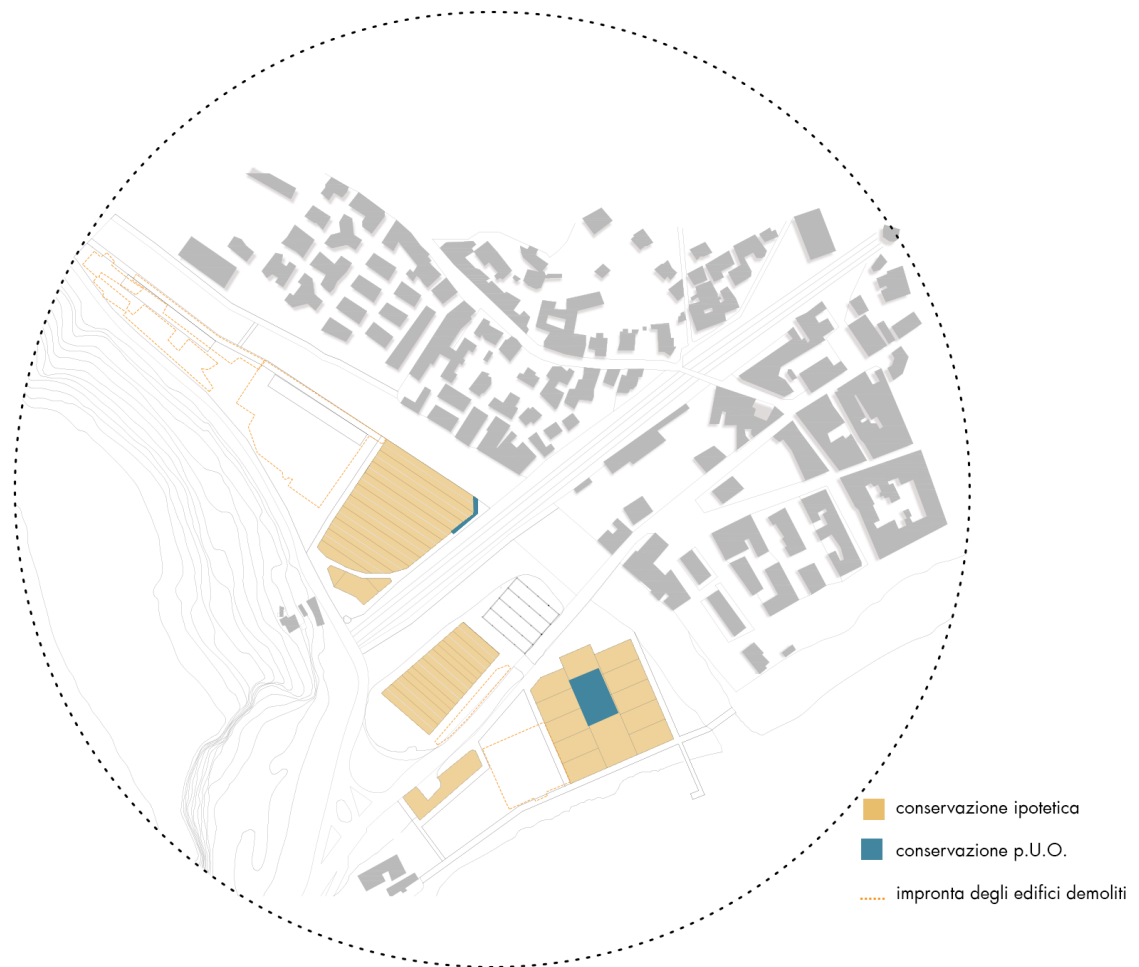 conservazione ipotetica
conservazione p.U.O.
impronta degli edifici demoliti